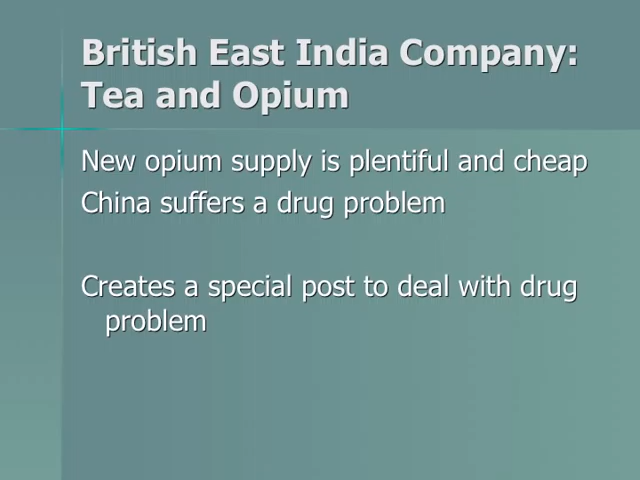 British East India Company:
Tea and Opium
New opium supply is plentiful and cheap
China suffers a drug problem
Creates a special post to deal with drug
problem